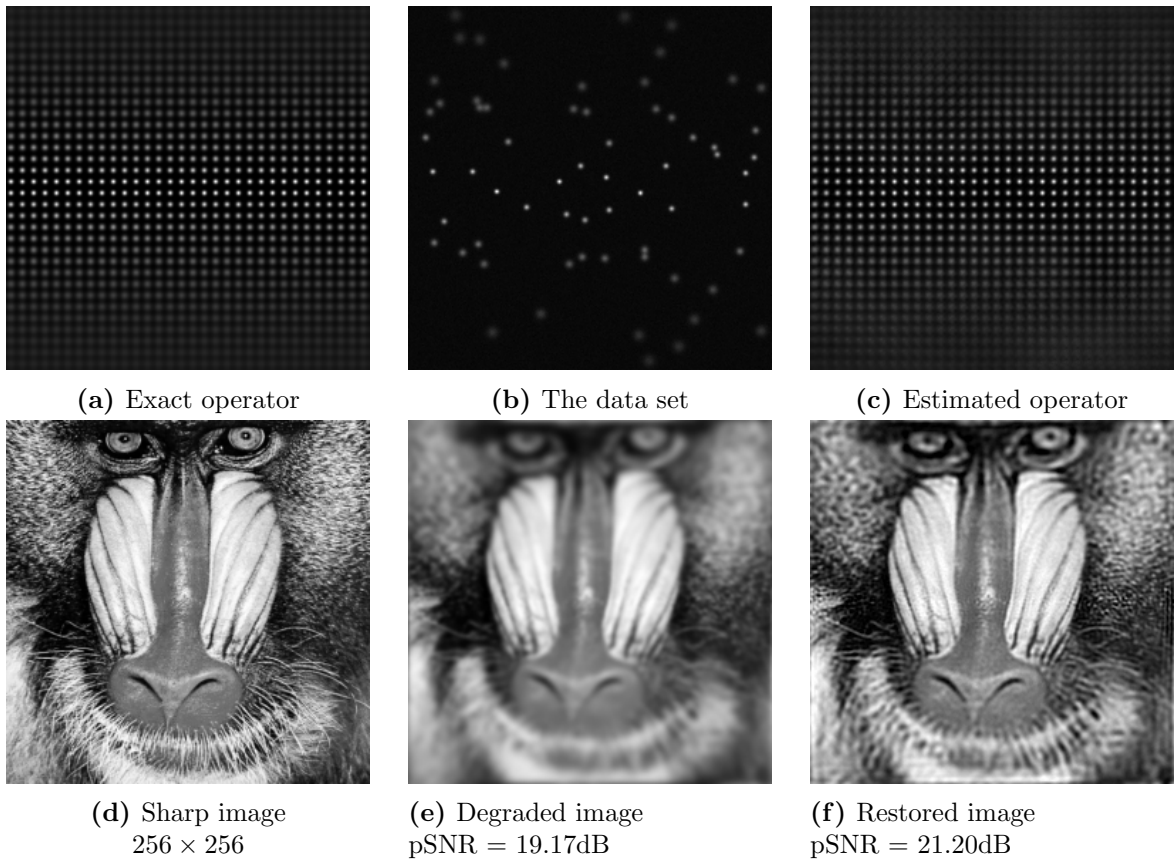 (a) Exact operator
(b) The data set
(c) Estimated operator
(d) Sharp image
256 × 256
(e) Degraded image
pSNR = 19.17dB
(f) Restored image
pSNR = 21.20dB